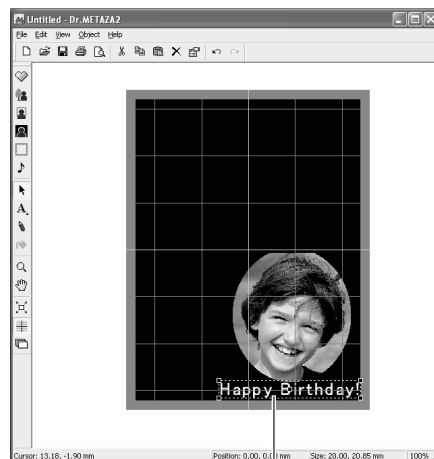 Untitled - Dr.METAZA2
File Edit View Object Help
A
Happy Birthday!
Cursor: 13.18, -1.90 mm Position: 0.00, 0.00 mm Size: 20.00, 20.85 mm 100%